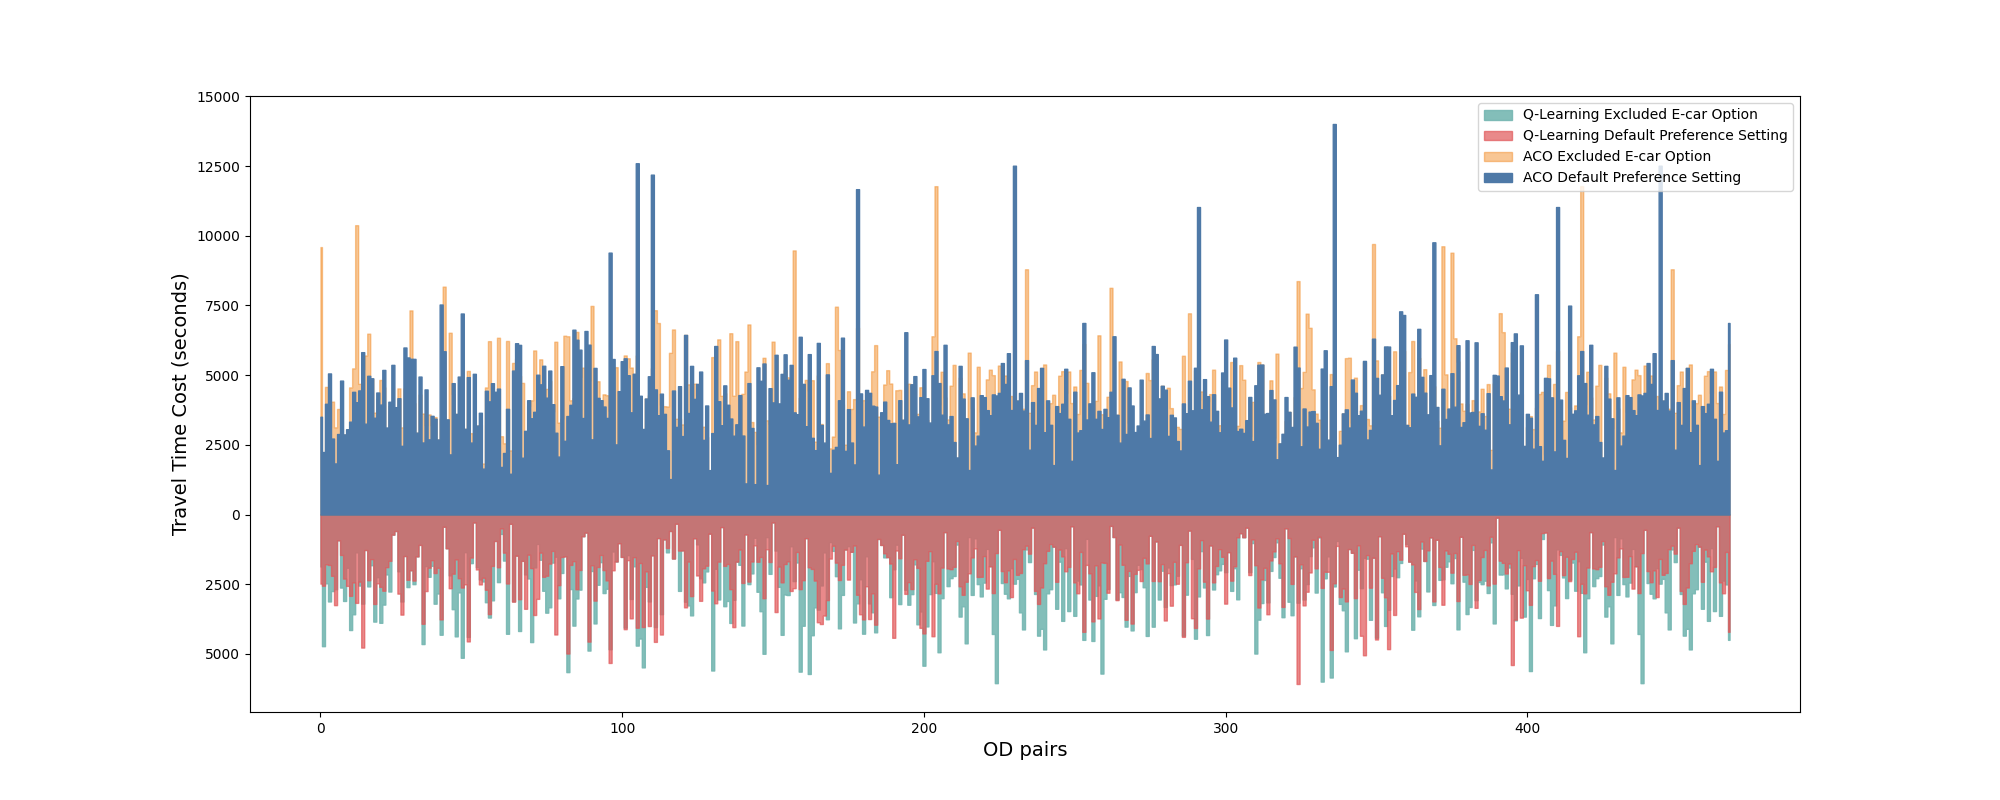 15000
12500
10000
7500
5000
2500
0
2500
5000
Travel Time Cost (seconds)
Q-Learning Excluded E-car Option
Q-Learning Default Preference Setting
ACO Excluded E-car Option
ACO Default Preference Setting
0
100
200
300
400
OD pairs